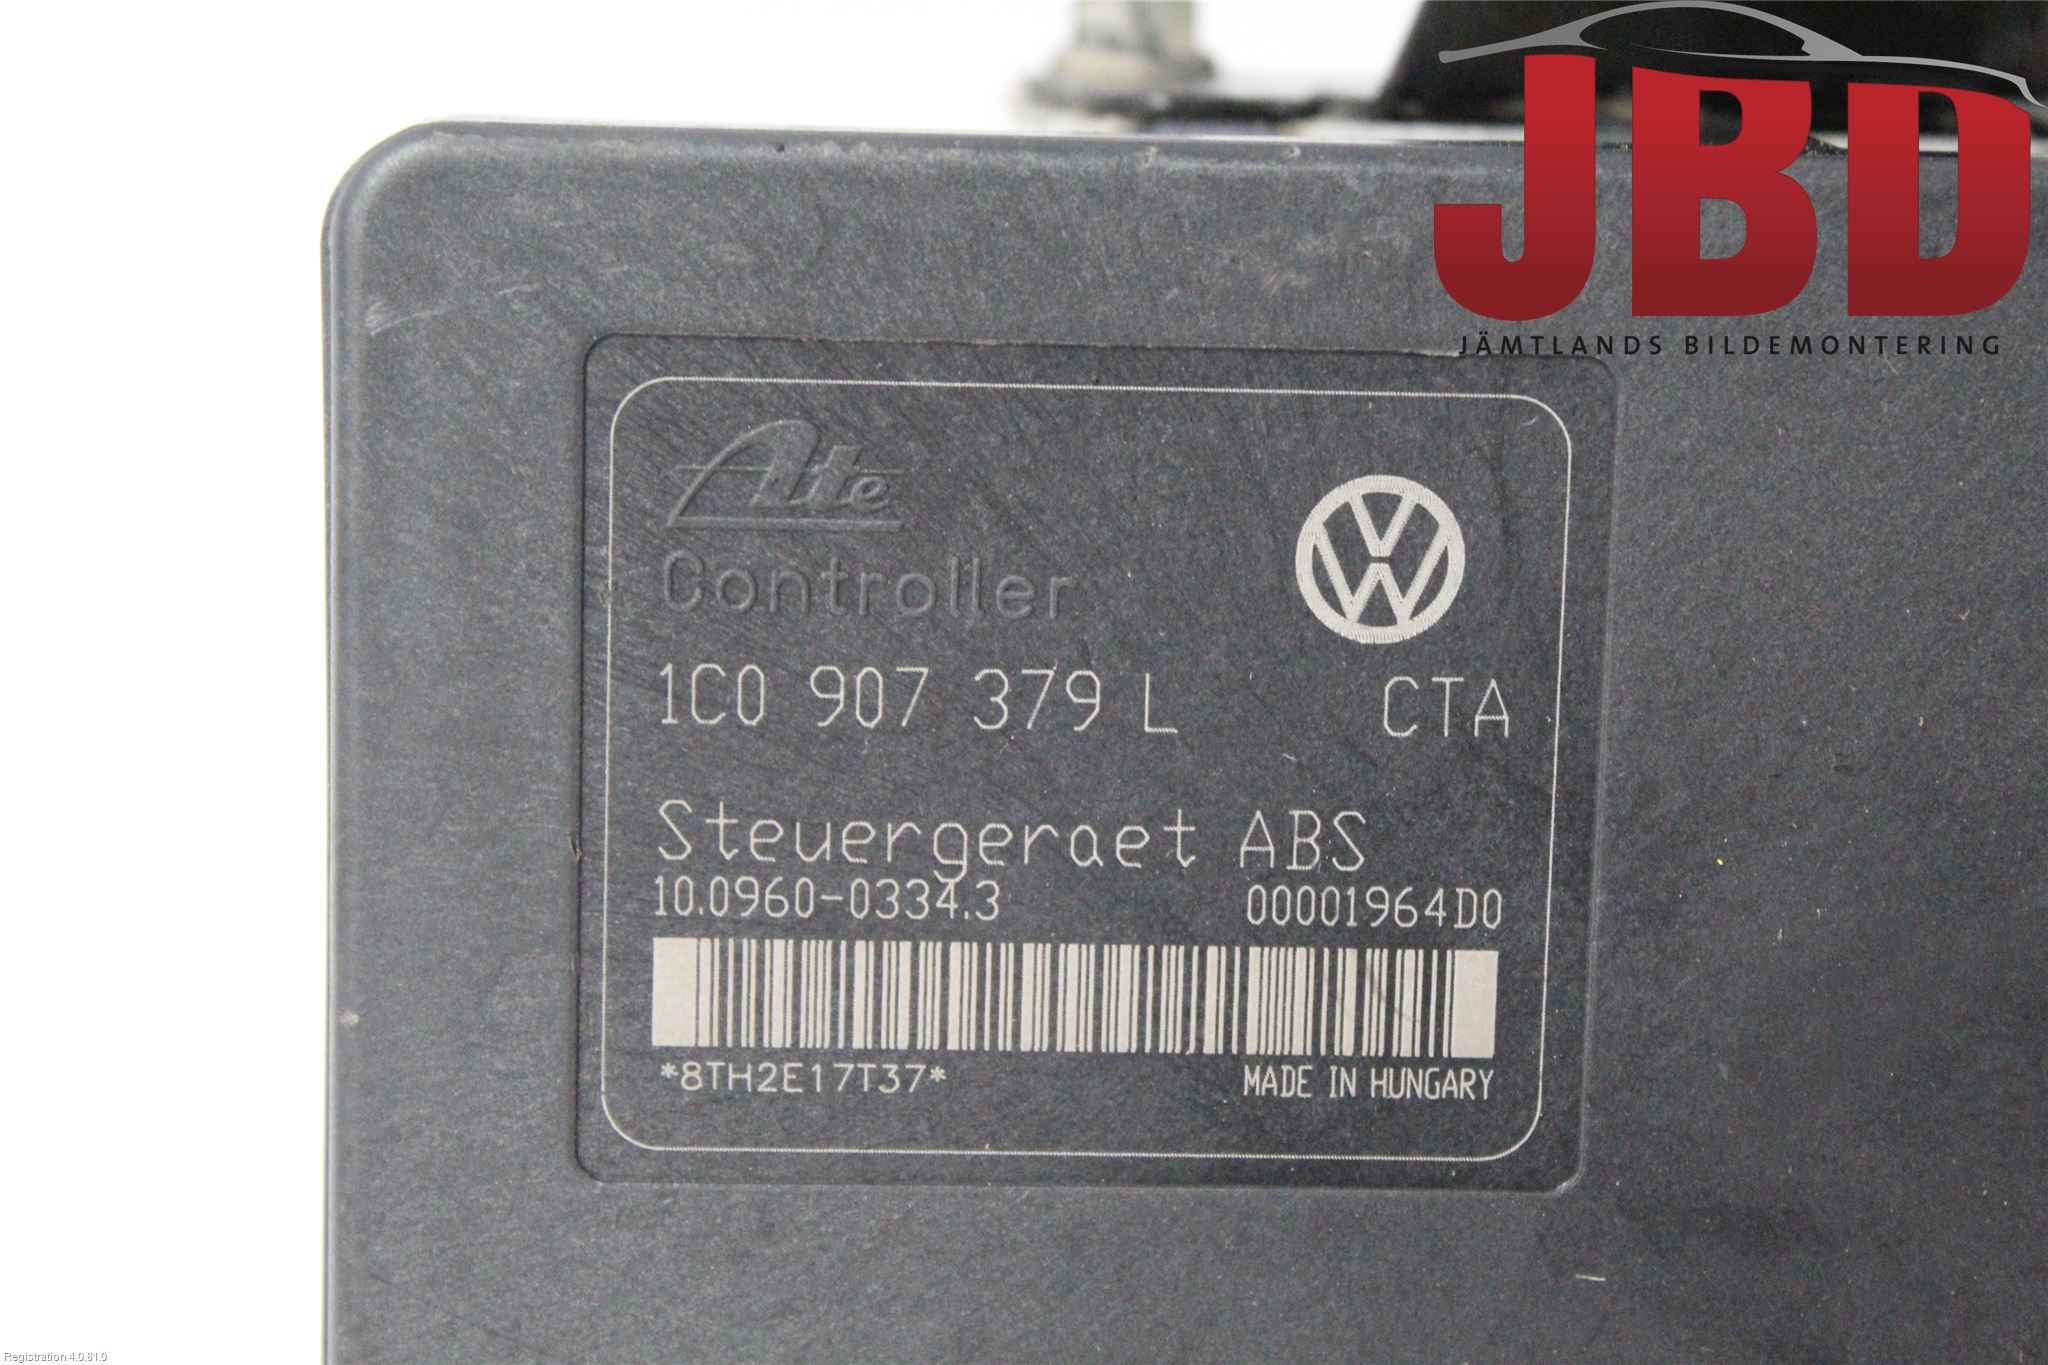 JBD
JÄMTLANDS BILDEMONTERING
Ate
Controller
1C0 907 379 L CTA
Steuergeraet ABS
10.0960-0334.3 00001964D0
*8TH2E17T37* MADE IN HUNGARY
Registration 4.0.81.0